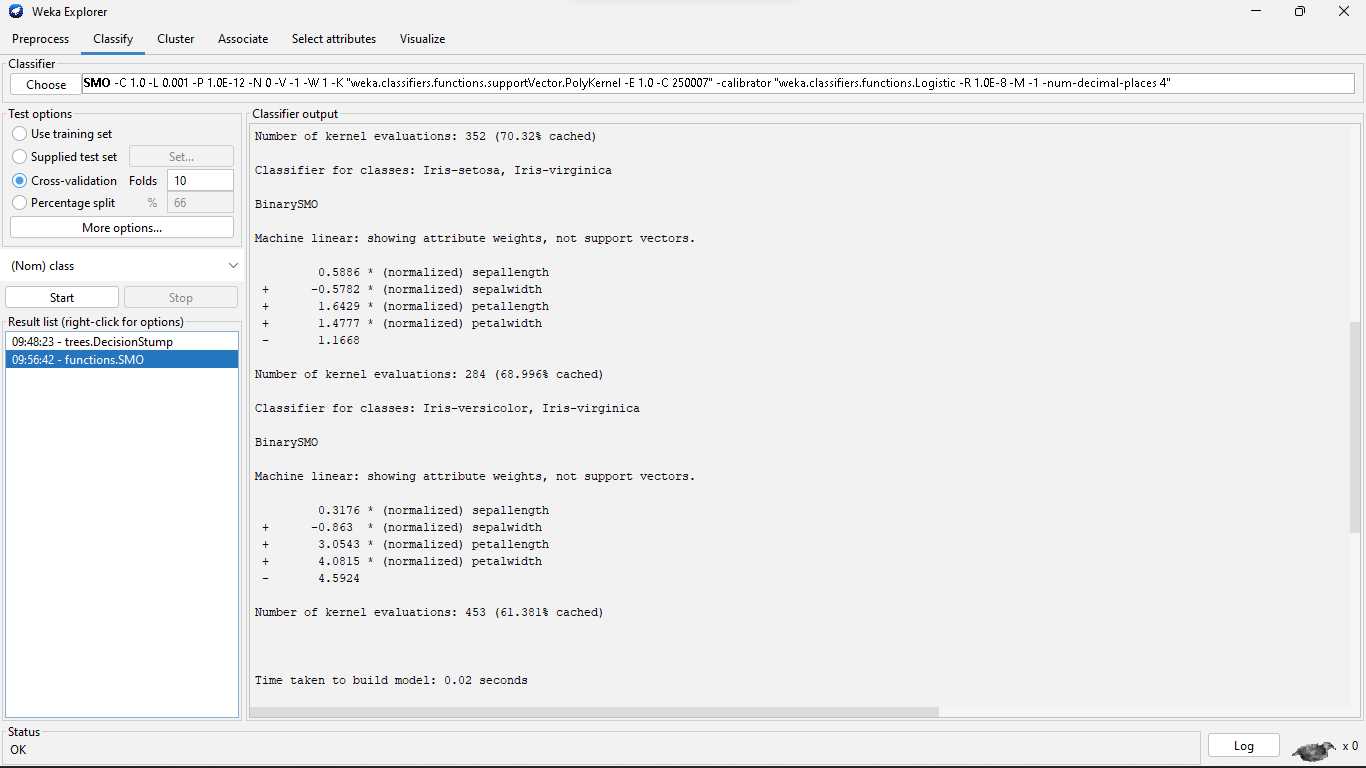 Weka Explorer
Preprocess Classify Cluster Associate Select attributes Visualize
Classifier
Choose SMO -C 1.0 -L 0.001 -P 1.0E-12 -N 0 -V -1 -W 1 -K "weka.classifiers.functions.supportVector.PolyKernel -E 1.0 -C 250007" -calibrator "weka.classifiers.functions.Logistic -R 1.0E-8 -M -1 -num-decimal-places 4"
Test options
Use training set
Supplied test set Set...
Cross-validation Folds 10
Percentage split % 66
More options...
(Nom) class
Start Stop
Result list (right-click for options)
09:48:23 - trees.DecisionStump
09:56:42 - functions.SMO
Classifier output
Number of kernel evaluations: 352 (70.32% cached)
Classifier for classes: Iris-setosa, Iris-virginica
BinarySMO
Machine linear: showing attribute weights, not support vectors.
0.5886 * (normalized) sepallength
+ -0.5782 * (normalized) sepalwidth
+ 1.6429 * (normalized) petallength
+ 1.4777 * (normalized) petalwidth
- 1.1668
Number of kernel evaluations: 284 (68.996% cached)
Classifier for classes: Iris-versicolor, Iris-virginica
BinarySMO
Machine linear: showing attribute weights, not support vectors.
0.3176 * (normalized) sepallength
+ -0.863 * (normalized) sepalwidth
+ 3.0543 * (normalized) petallength
+ 4.0815 * (normalized) petalwidth
- 4.5924
Number of kernel evaluations: 453 (61.381% cached)
Time taken to build model: 0.02 seconds
Status
OK
Log x 0